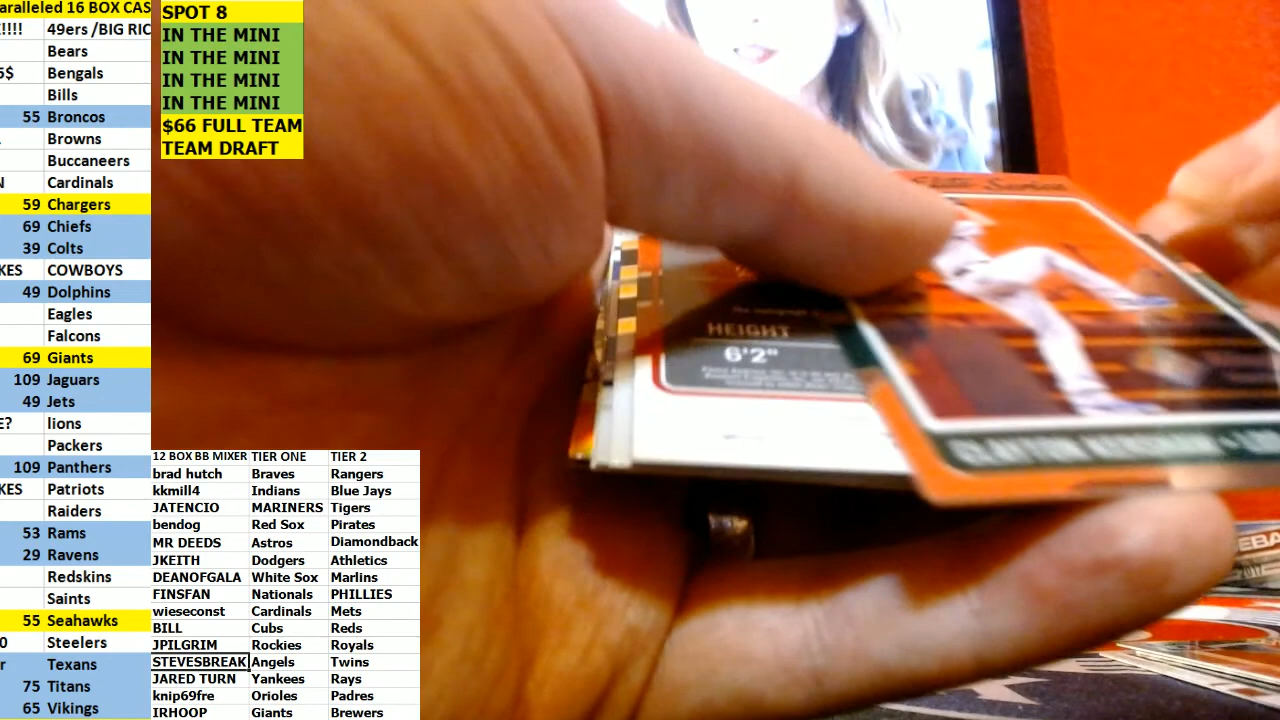 aralleled 16 BOX CAS
!!!! 49ers /BIG RIC
Bears
5$ Bengals
Bills
55 Broncos
Browns
Buccaneers
N Cardinals
59 Chargers
69 Chiefs
39 Colts
KES COWBOYS
49 Dolphins
Eagles
Falcons
69 Giants
109 Jaguars
49 Jets
E? lions
Packers
109 Panthers
KES Patriots
Raiders
53 Rams
29 Ravens
Redskins
Saints
55 Seahawks
0 Steelers
r Texans
75 Titans
65 Vikings
SPOT 8
IN THE MINI
IN THE MINI
IN THE MINI
IN THE MINI
$66 FULL TEAM
TEAM DRAFT
12 BOX BB MIXER TIER ONE TIER 2
brad hutch Braves Rangers
kkmill4 Indians Blue Jays
JATENCIO MARINERS Tigers
bendog Red Sox Pirates
MR DEEDS Astros Diamondback
JKEITH Dodgers Athletics
DEANOFGALA White Sox Marlins
FINSFAN Nationals PHILLIES
wieseconst Cardinals Mets
BILL Cubs Reds
JPILGRIM Rockies Royals
STEVESBREAK Angels Twins
JARED TURN Yankees Rays
knip69fre Orioles Padres
IRHOOP Giants Brewers
HEIGHT
6'2"
CLAYTON KERSHAW
2017